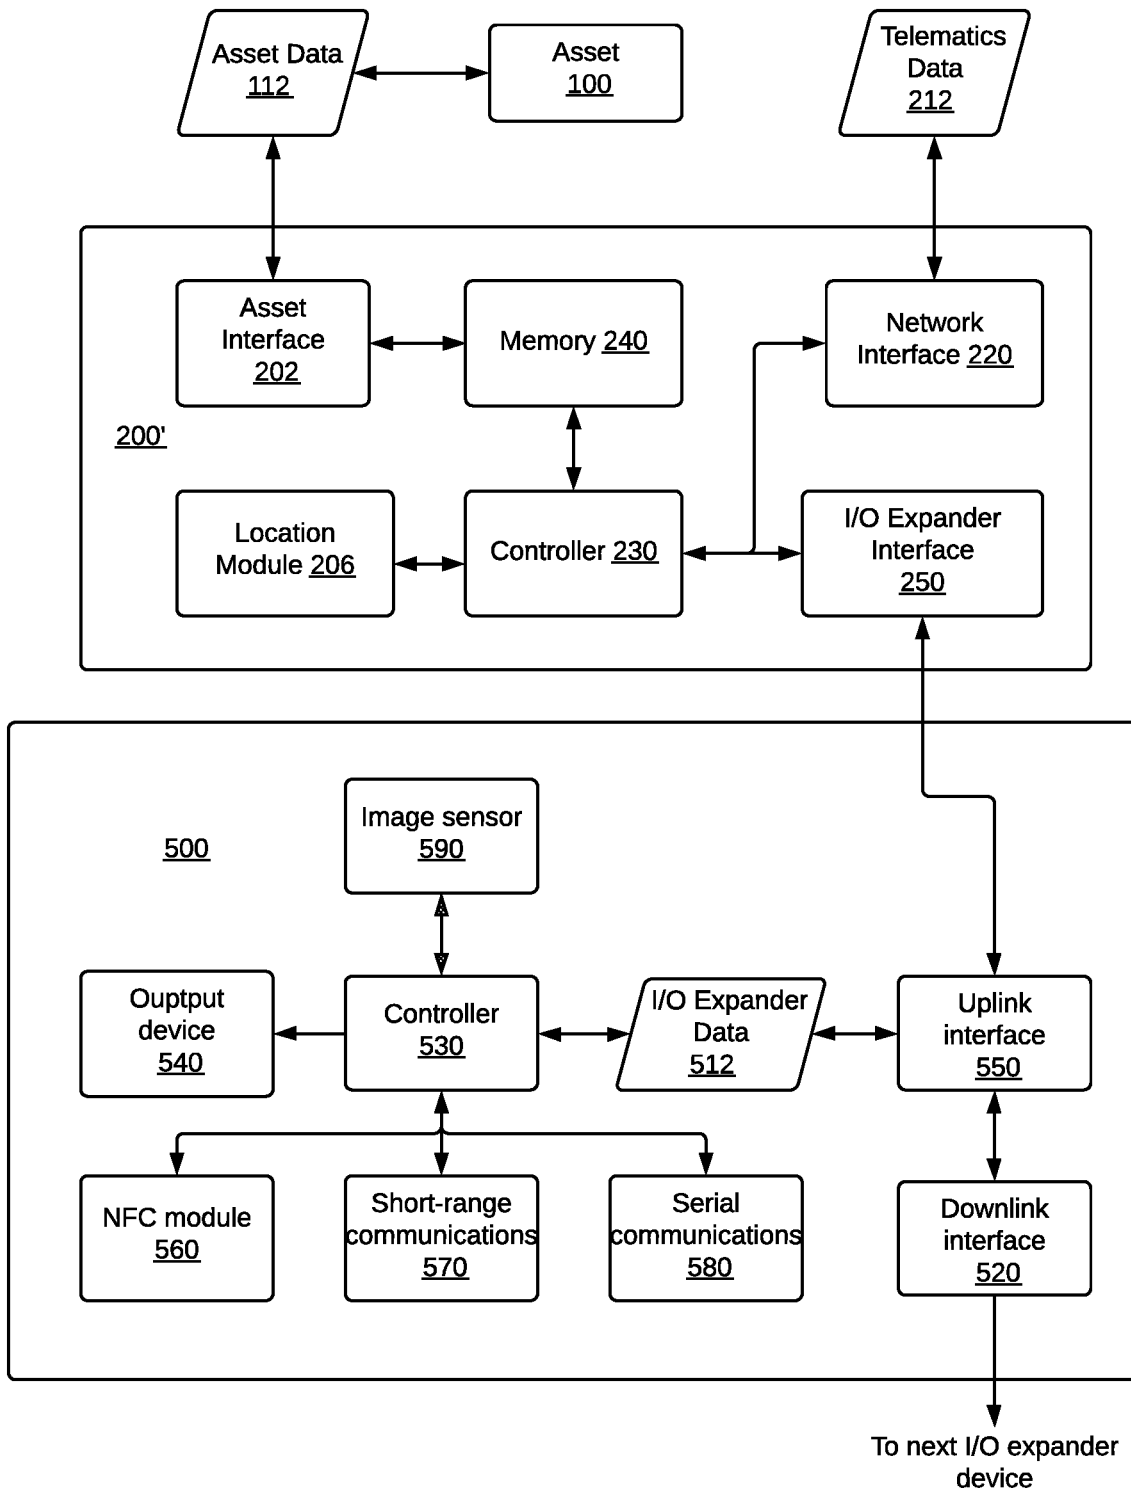 Asset Data
112
Asset
100
Telematics
Data
212
Asset
Interface
202
Memory 240
Network
Interface 220
200'
Location
Module 206
Controller 230
I/O Expander
Interface
250
Image sensor
590
500
Ouptput
device
540
Controller
530
I/O Expander
Data
512
Uplink
interface
550
NFC module
560
Short-range
communications
570
Serial
communications
580
Downlink
interface
520
To next I/O expander
device